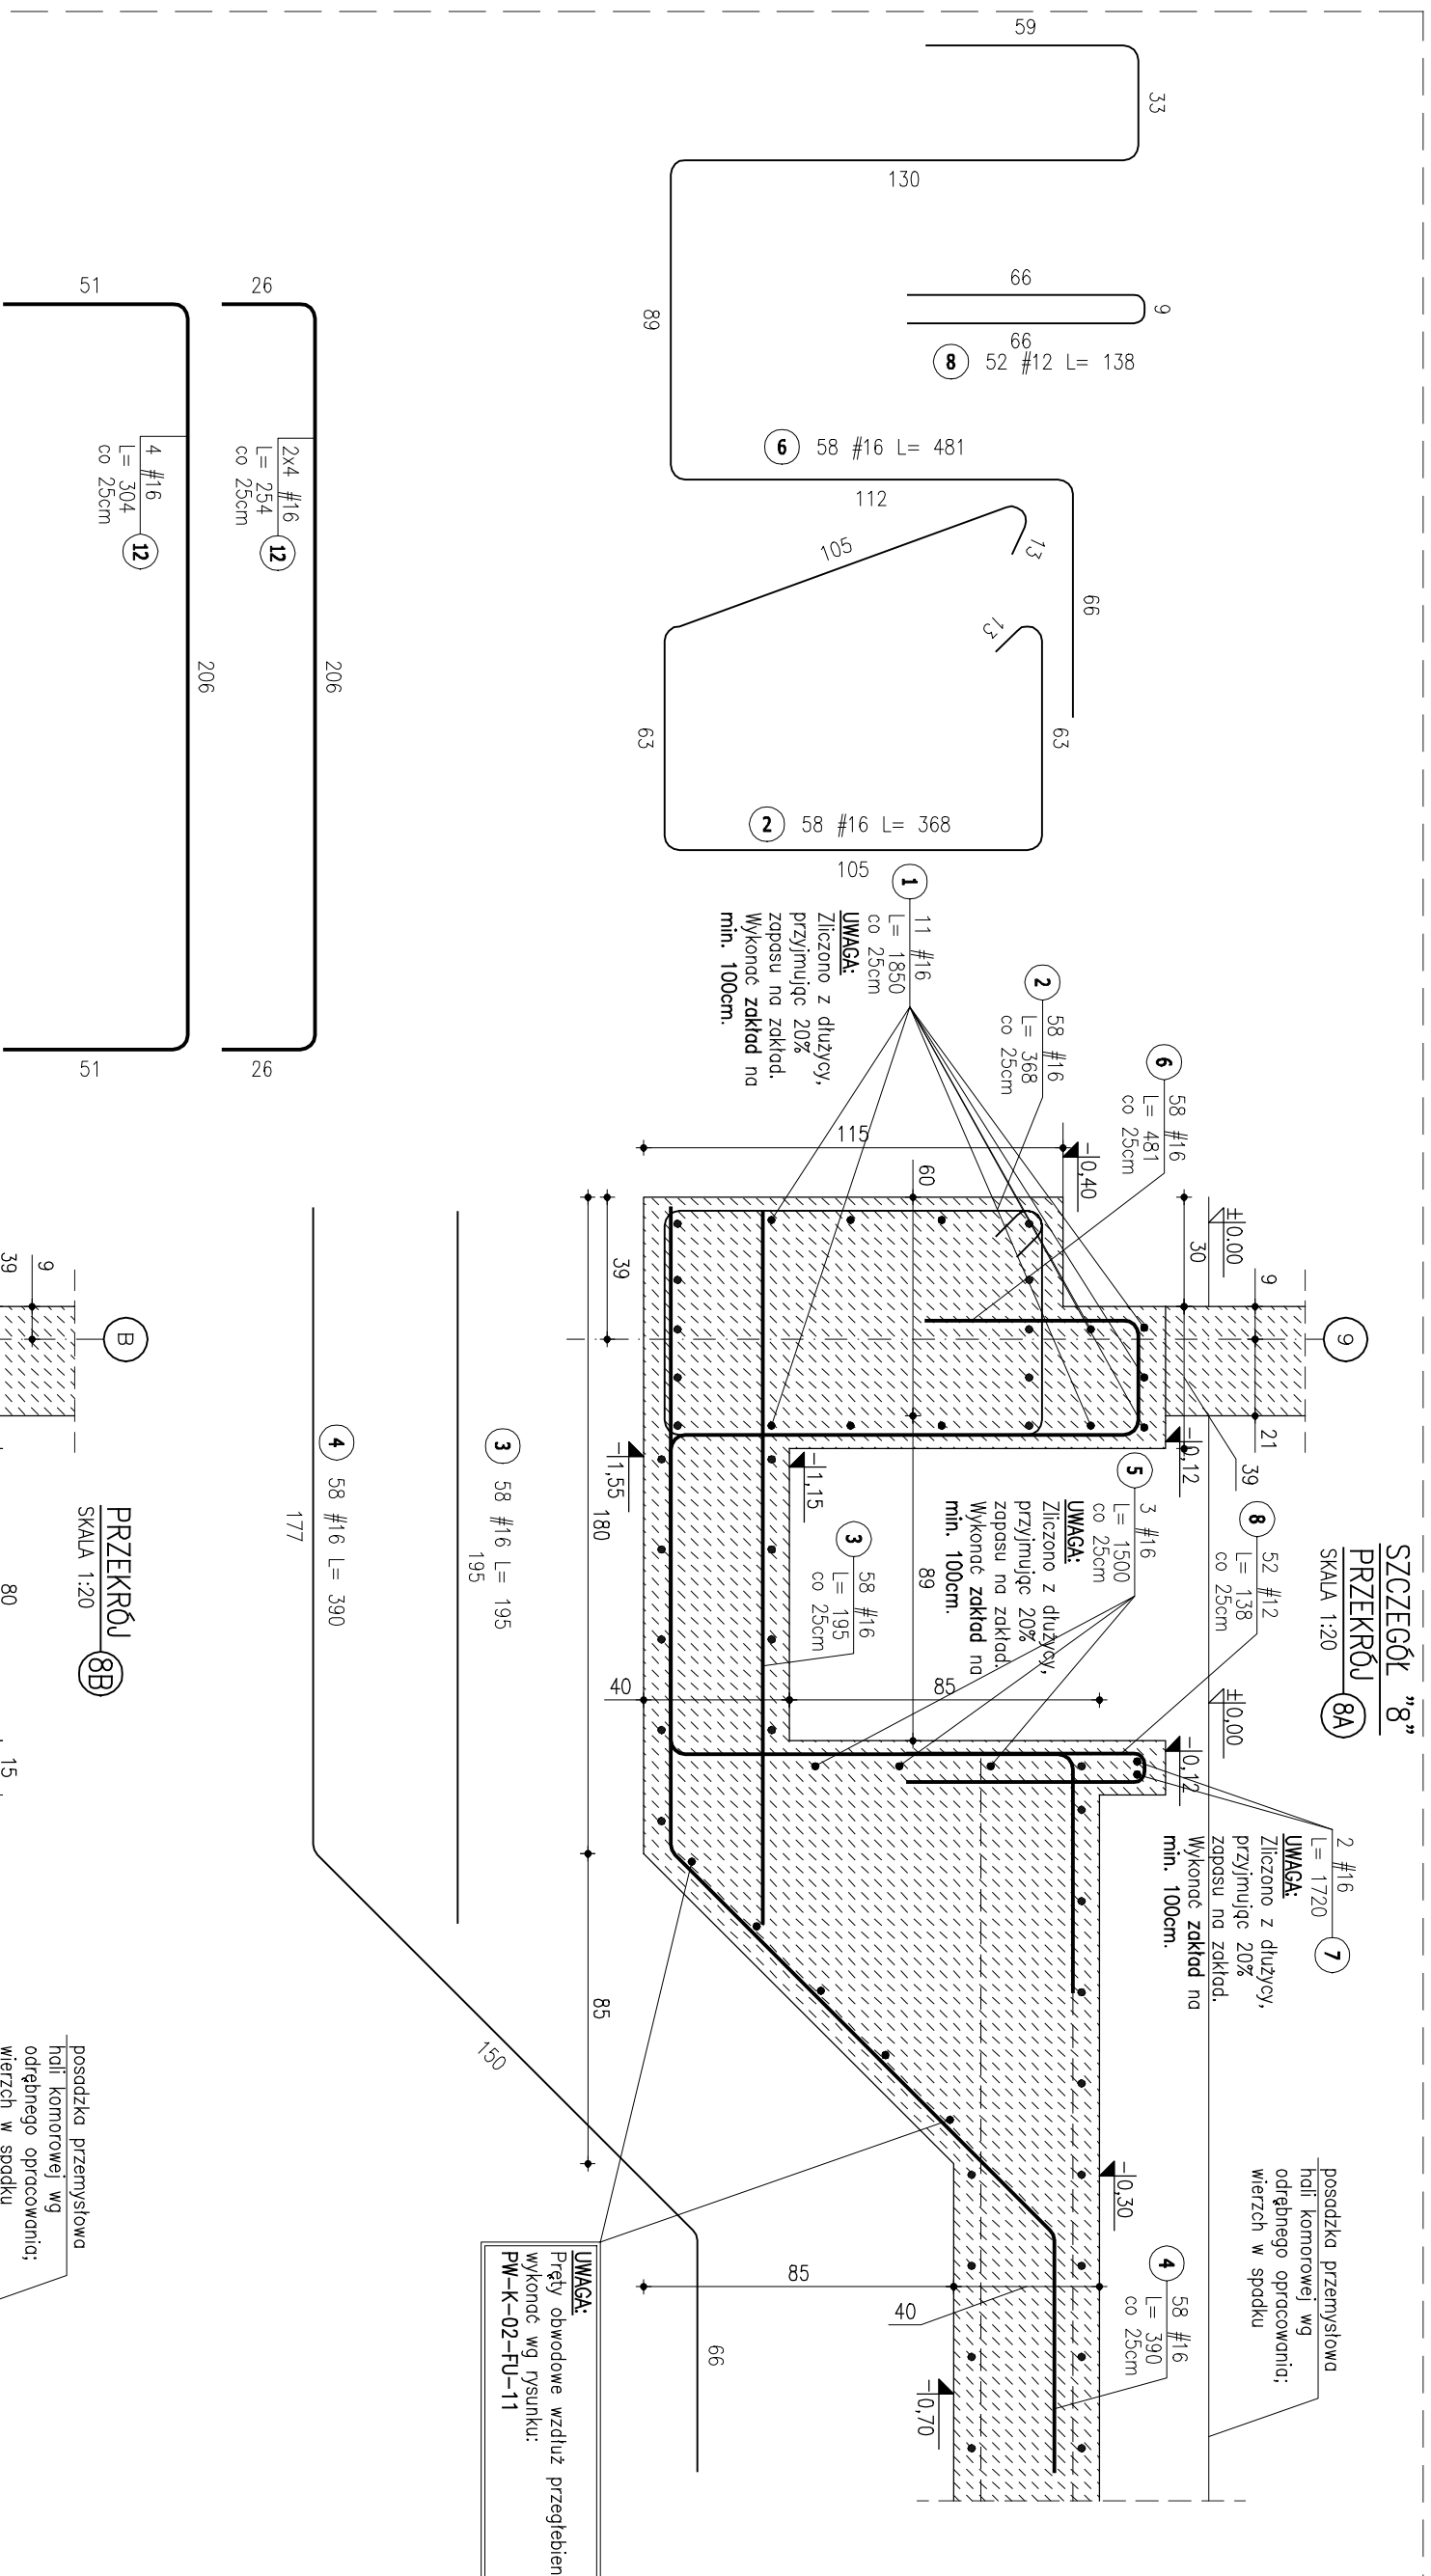 SZCZEGÓŁ "8"
PRZEKRÓJ 8A
SKALA 1:20
59
33
130
89
112
66
66
66
9
8 52 #12 L= 138
6 58 #16 L= 481
105
13
13
63
63
105
2 58 #16 L= 368
1 11 #16
L= 1850
co 25cm
UWAGA:
Zliczono z dłużycy,
przyjmując 20%
zapasu na zakład.
Wykonać zakład na
min. 100cm.
2 58 #16
L= 368
co 25cm
6 58 #16
L= 481
co 25cm
±0.00
-0,40
30
9
9
21
39
115
60
39
-0,12
-1,15
-1,55
180
89
5 3 #16
L= 1500
co 25cm
UWAGA:
Zliczono z dłużycy,
przyjmując 20%
zapasu na zakład.
Wykonać zakład na
min. 100cm.
3 58 #16
L= 195
co 25cm
8 52 #12
L= 138
co 25cm
40
85
±0,00
-0,12
2 #16 7
L= 1720
UWAGA:
Zliczono z dłużycy,
przyjmując 20%
zapasu na zakład.
Wykonać zakład na
min. 100cm.
85
posadzka przemysłowa
hali komorowej wg
odrębnego opracowania;
wierzch w spadku
-0,30
4 58 #16
L= 390
co 25cm
85
40
-0,70
UWAGA:
Pręty obwodowe wzdłuż przegłębien
wykonać wg rysunku:
PW-K-02-FU-11
3 58 #16 L= 195
195
4 58 #16 L= 390
177
150
66
26
206
26
2x4 #16 12
L= 254
co 25cm
51
206
51
4 #16 12
L= 304
co 25cm
B
9
39
PRZEKRÓJ 8B
SKALA 1:20
80
15
posadzka przemysłowa
hali komorowej wg
odrębnego opracowania;
wierzch w spadku